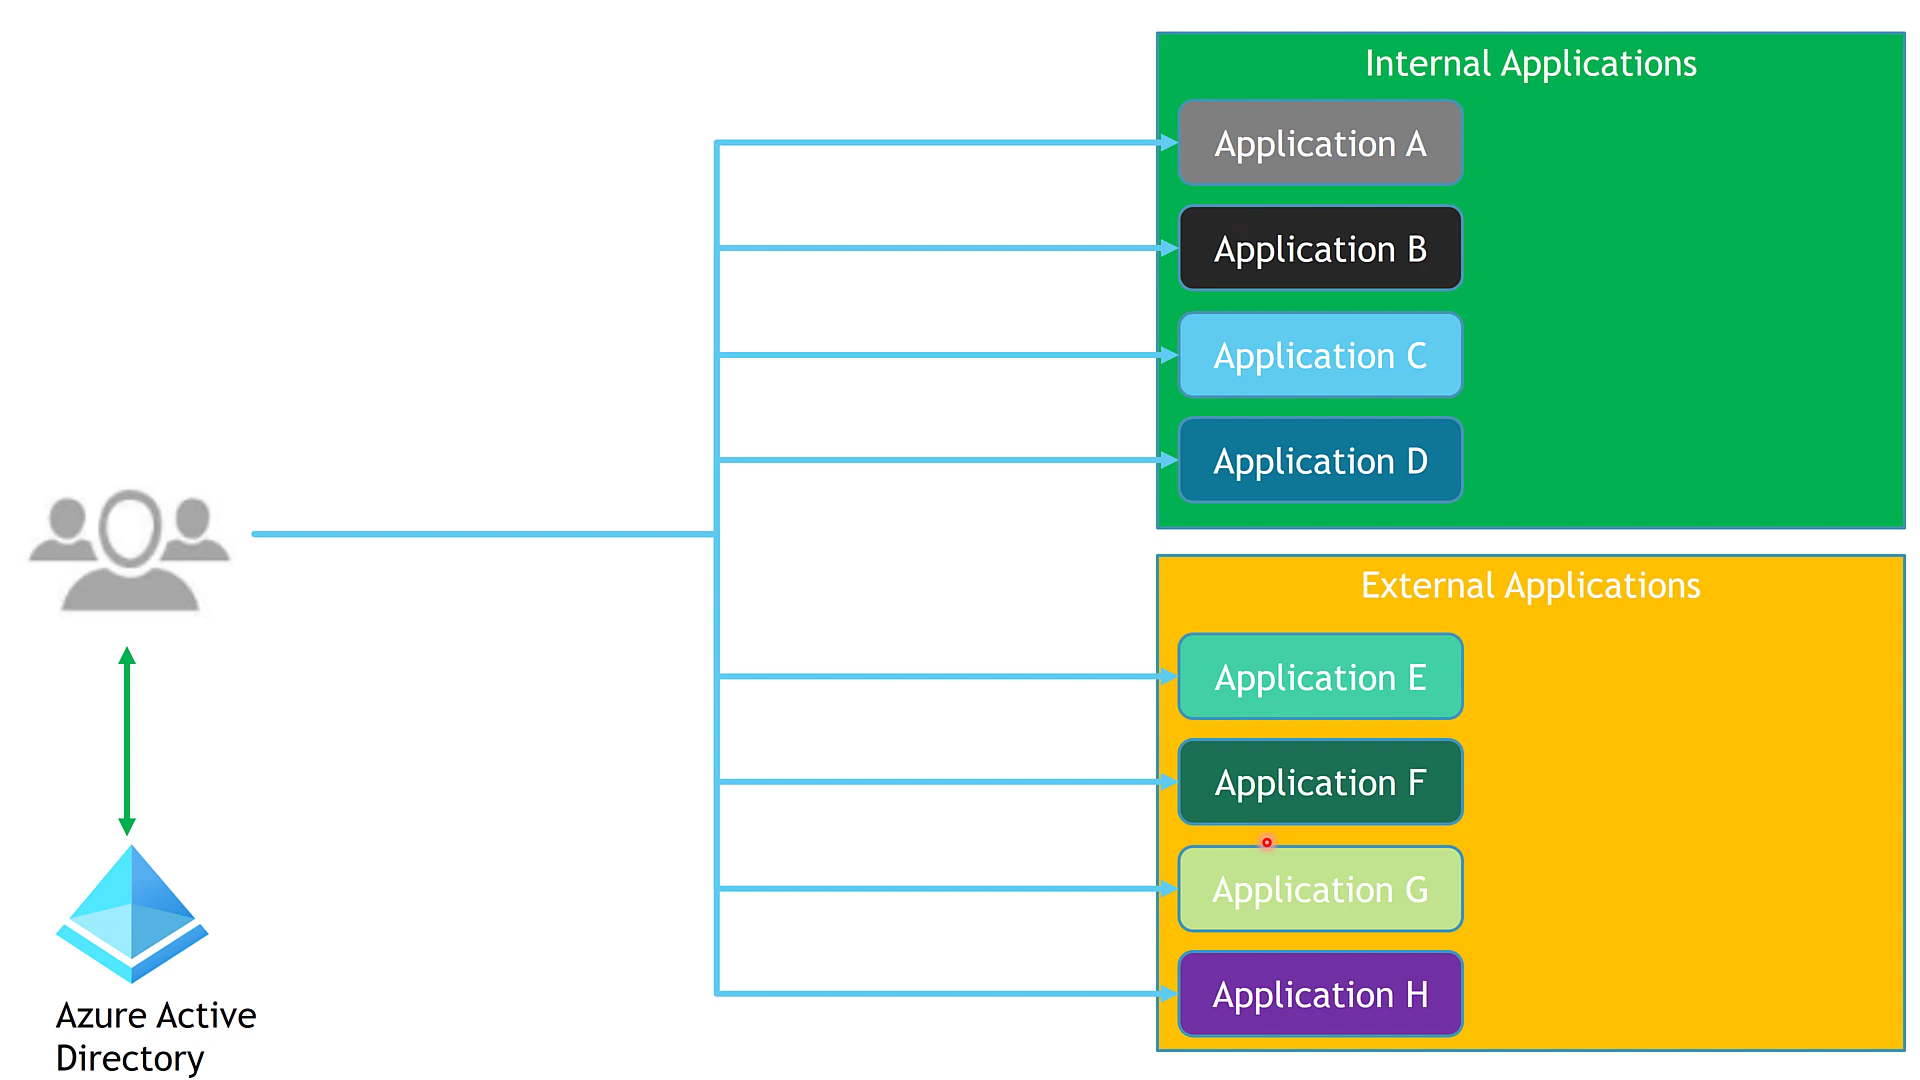 Internal Applications
Application A
Application B
Application C
Application D
External Applications
Application E
Application F
Application G
Application H
Azure Active
Directory